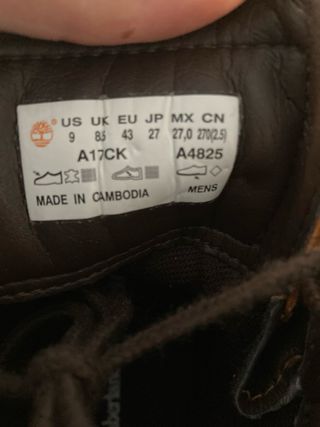 US UK EU JP MX CN
9 8.5 43 27 27,0 270(2.5)
A17CK A4825
MADE IN CAMBODIA MENS